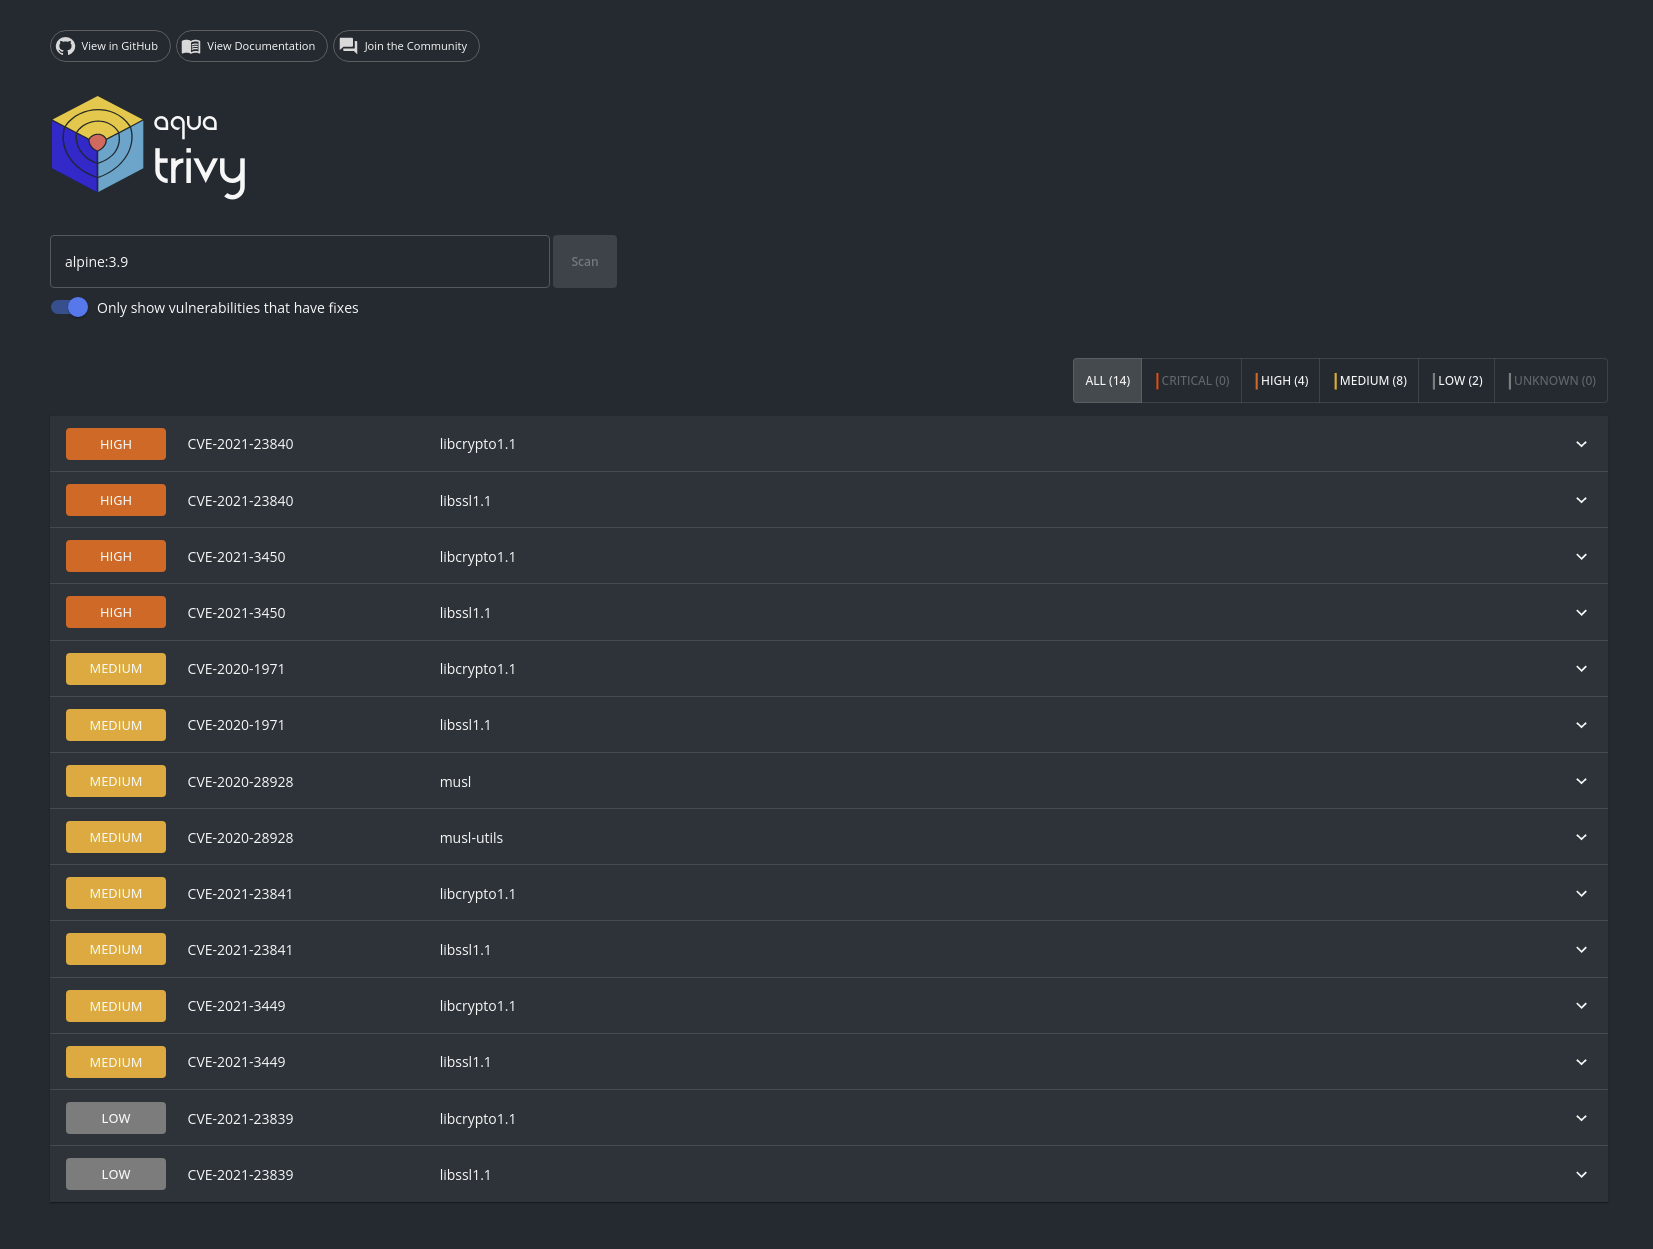 View in GitHub View Documentation Join the Community
aqua
trivy
alpine:3.9 Scan
Only show vulnerabilities that have fixes
ALL (14) CRITICAL (0) HIGH (4) MEDIUM (8) LOW (2) UNKNOWN (0)
HIGH CVE-2021-23840 libcrypto1.1
HIGH CVE-2021-23840 libssl1.1
HIGH CVE-2021-3450 libcrypto1.1
HIGH CVE-2021-3450 libssl1.1
MEDIUM CVE-2020-1971 libcrypto1.1
MEDIUM CVE-2020-1971 libssl1.1
MEDIUM CVE-2020-28928 musl
MEDIUM CVE-2020-28928 musl-utils
MEDIUM CVE-2021-23841 libcrypto1.1
MEDIUM CVE-2021-23841 libssl1.1
MEDIUM CVE-2021-3449 libcrypto1.1
MEDIUM CVE-2021-3449 libssl1.1
LOW CVE-2021-23839 libcrypto1.1
LOW CVE-2021-23839 libssl1.1